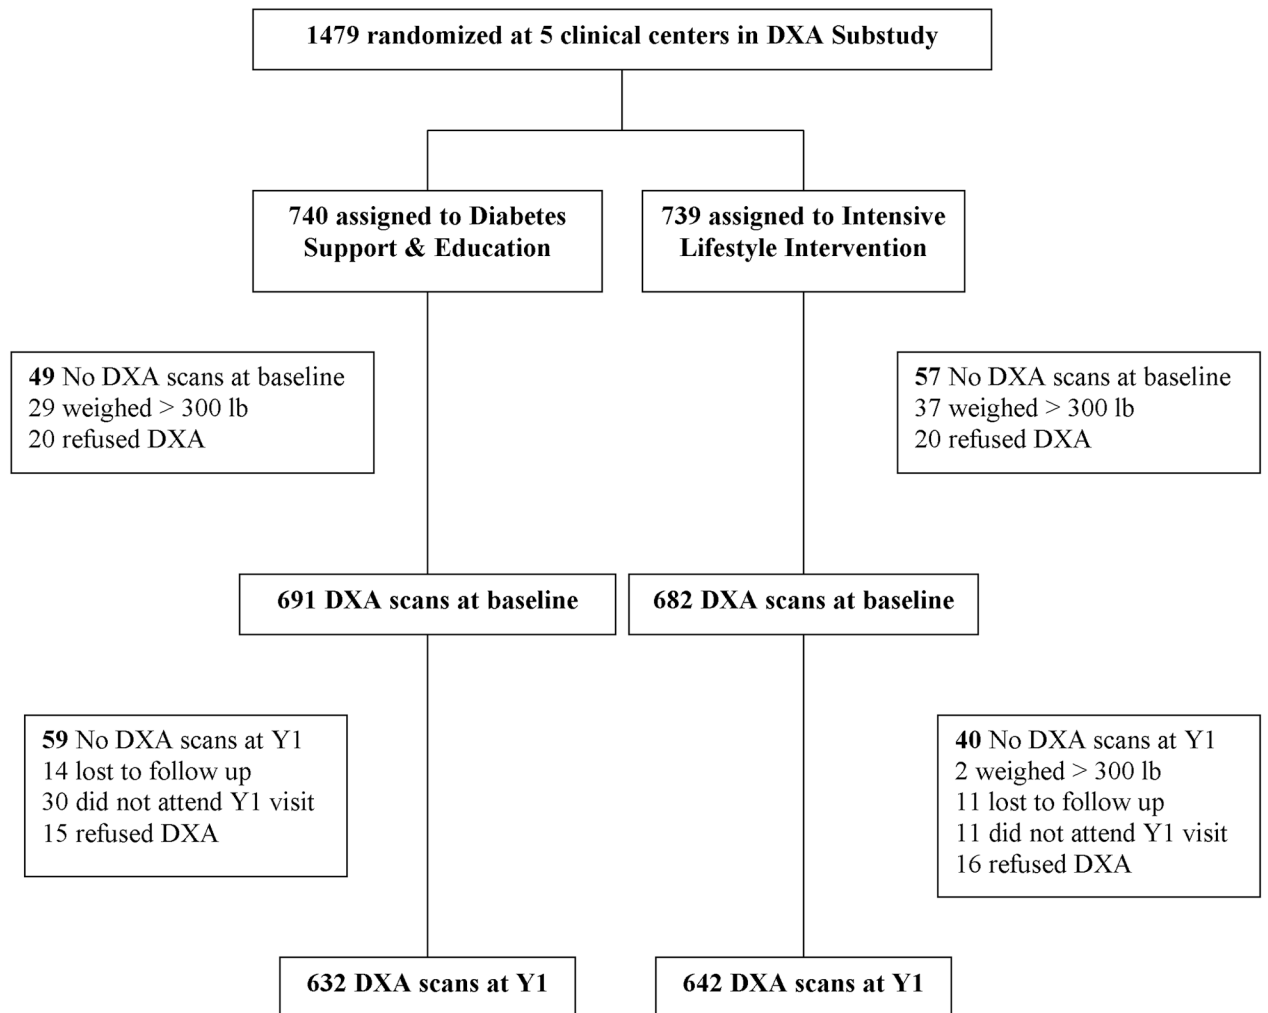 1479 randomized at 5 clinical centers in DXA Substudy
740 assigned to Diabetes
Support & Education
739 assigned to Intensive
Lifestyle Intervention
49 No DXA scans at baseline
29 weighed > 300 lb
20 refused DXA
57 No DXA scans at baseline
37 weighed > 300 lb
20 refused DXA
691 DXA scans at baseline
682 DXA scans at baseline
59 No DXA scans at Y1
14 lost to follow up
30 did not attend Y1 visit
15 refused DXA
40 No DXA scans at Y1
2 weighed > 300 lb
11 lost to follow up
11 did not attend Y1 visit
16 refused DXA
632 DXA scans at Y1
642 DXA scans at Y1